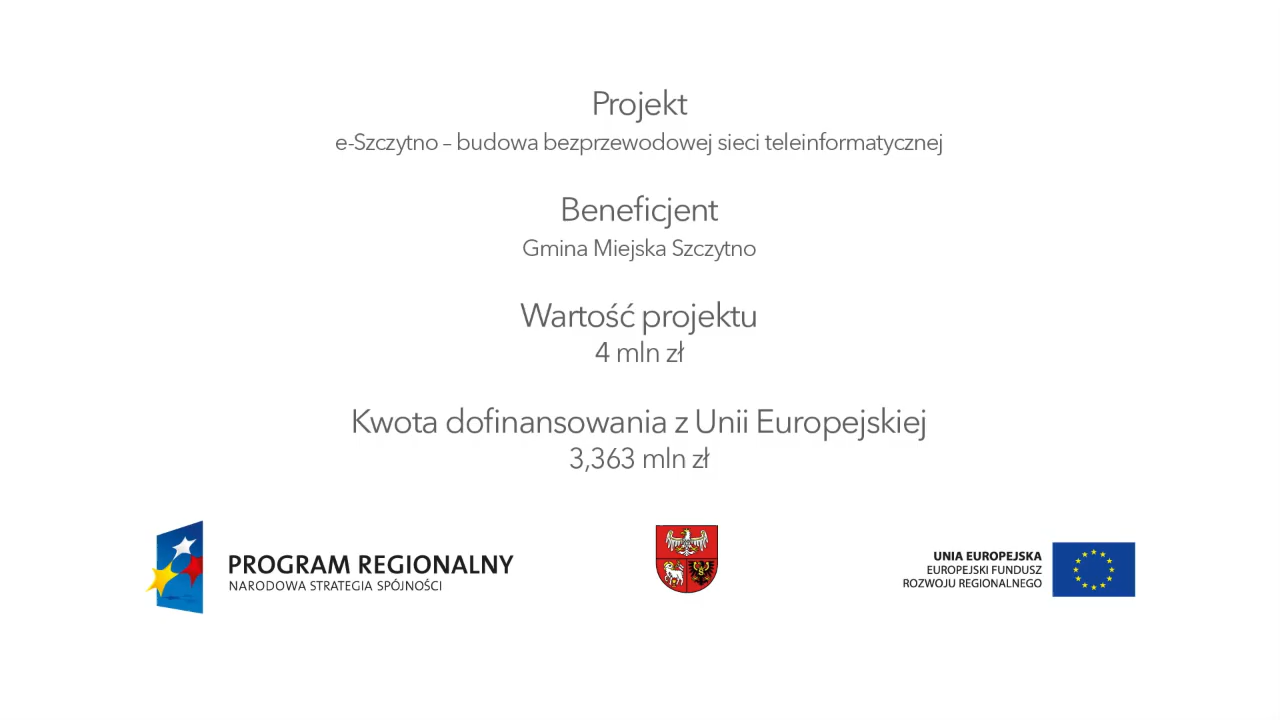 Projekt
e-Szczytno – budowa bezprzewodowej sieci teleinformatycznej
Beneficjent
Gmina Miejska Szczytno
Wartość projektu
4 mln zł
Kwota dofinansowania z Unii Europejskiej
3,363 mln zł
PROGRAM REGIONALNY
NARODOWA STRATEGIA SPÓJNOŚCI
UNIA EUROPEJSKA
EUROPEJSKI FUNDUSZ
ROZWOJU REGIONALNEGO